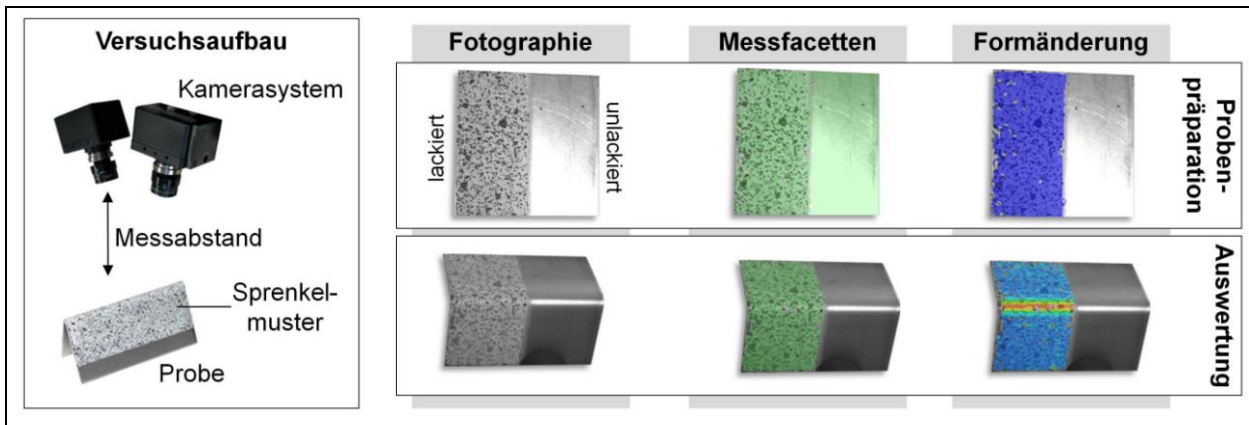 Versuchsaufbau
Kamerasystem
Messabstand
Sprenkel-
muster
Probe
Fotographie
Messfacetten
Formänderung
lackiert
unlackiert
Proben-
präparation
Auswertung